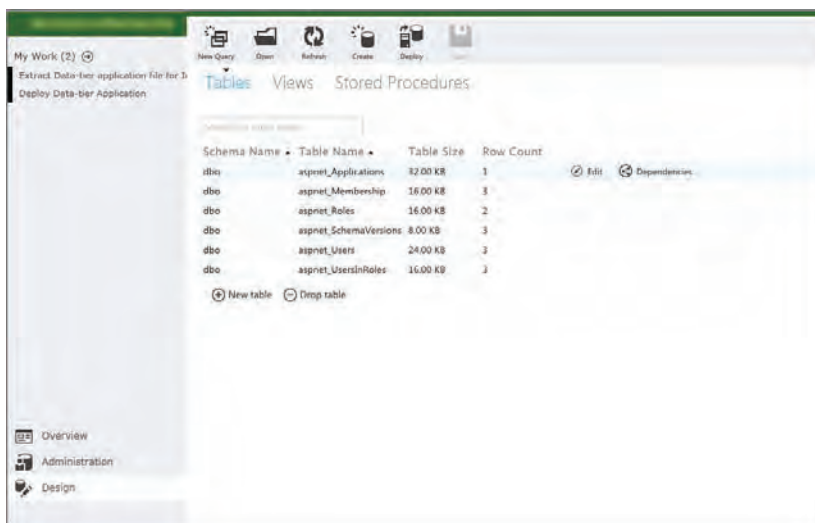 My Work (2)
Extract Data-tier application file for
Deploy Data-tier Application
New Query Open Refresh Create Deploy
Tables Views Stored Procedures
Schema Name Table Name Table Size Row Count
dbo aspnet_Applications 32.00 KB 1 Edit Dependencies
dbo aspnet_Membership 16.00 KB 3
dbo aspnet_Roles 16.00 KB 2
dbo aspnet_SchemaVersions 8.00 KB 3
dbo aspnet_Users 24.00 KB 3
dbo aspnet_UsersInRoles 16.00 KB 3
New table Drop table
Overview
Administration
Design